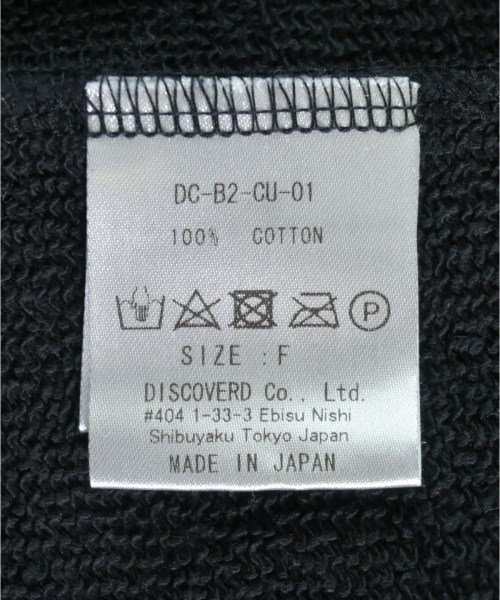 DC-B2-CU-01
100% COTTON
P
SIZE : F
DISCOVERD Co., Ltd.
#404 1-33-3 Ebisu Nishi
Shibuyaku Tokyo Japan
MADE IN JAPAN